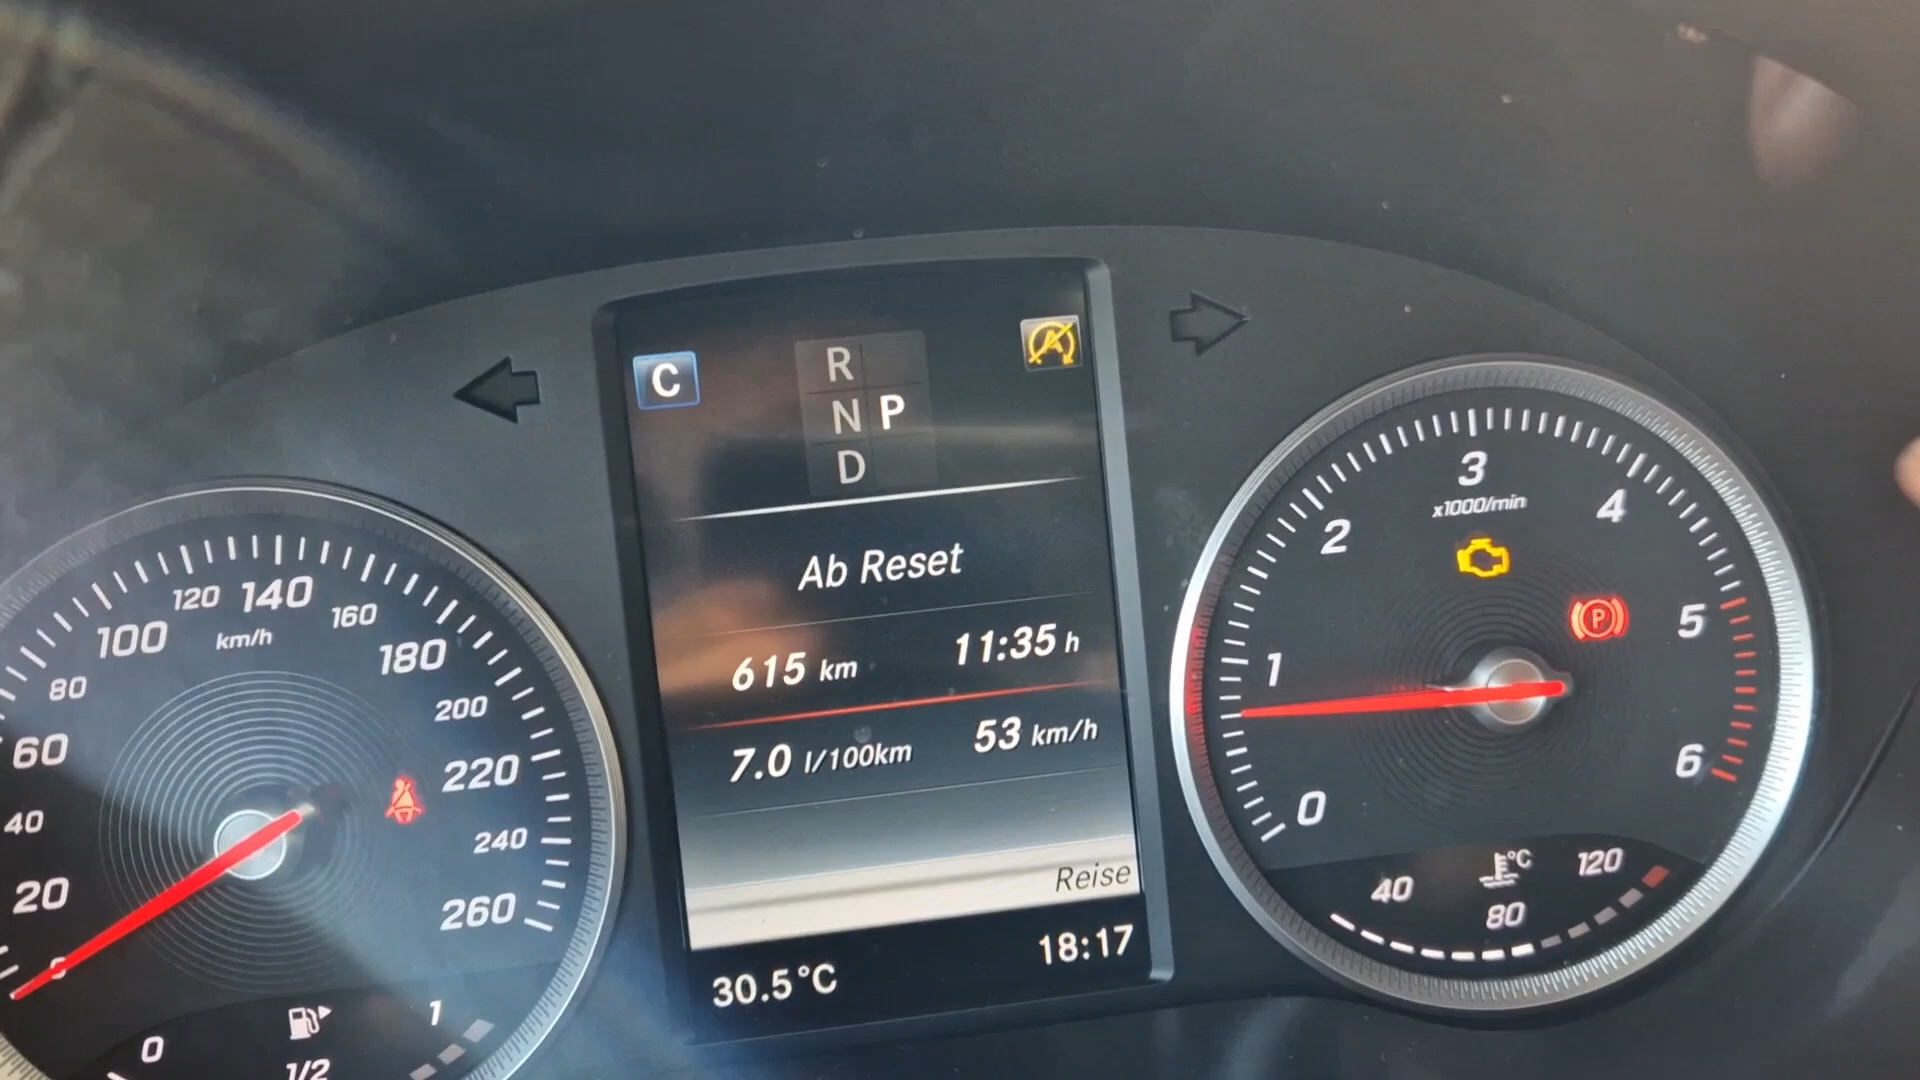 C
R
N P
D
Ab Reset
615 km 11:35 h
7.0 l/100km 53 km/h
Reise
30.5°C 18:17
20
40
60
80
100
120
140
160
180
200
220
240
260
km/h
0
1/2
1
0
1
2
3
4
5
6
x1000/min
P
40
80
120
°C